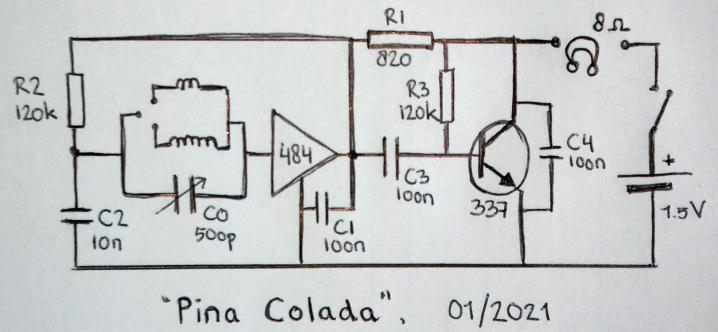 R1
820
8Ω
R2
120k
R3
120k
484
C3
100n
C4
100n
337
+
1.5V
C2
10n
C0
500p
C1
100n
"Pina Colada", 01/2021